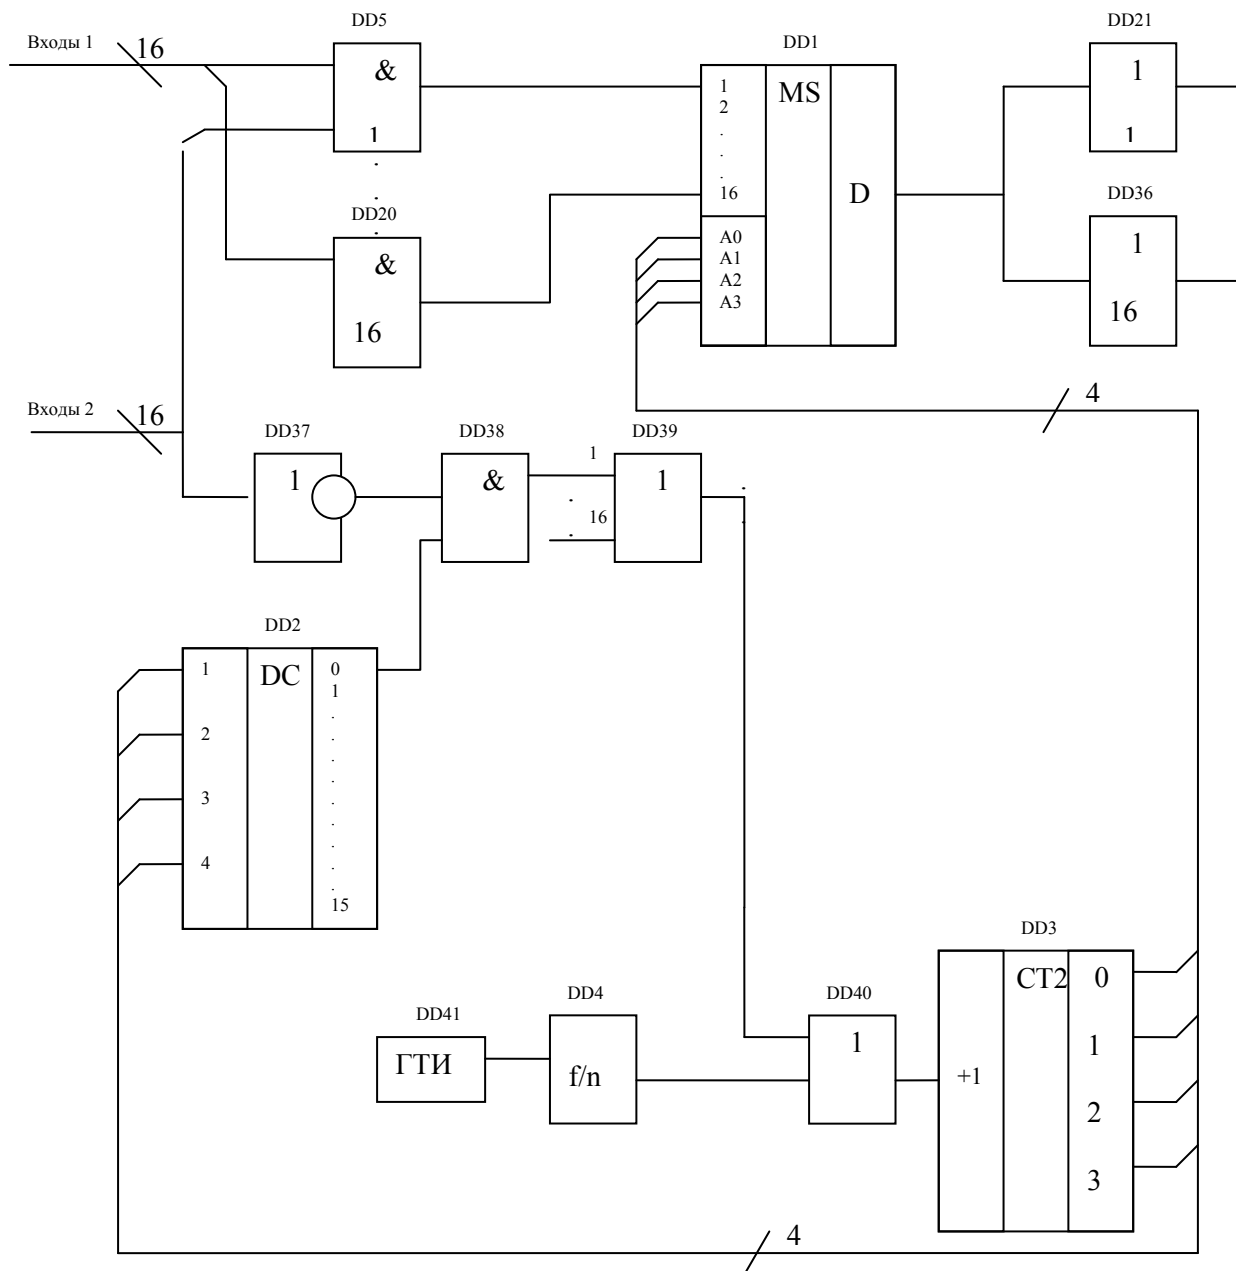 DD5
DD1
DD21
Входы 1
16
&
1
1
2
.
.
.
16
MS
D
1
1
DD20
&
16
A0
A1
A2
A3
DD36
1
16
4
Входы 2
16
DD37
1
DD38
&
1
16
DD39
1
DD2
1
2
3
4
DC
0
1
.
.
.
.
.
.
.
.
.
15
DD3
CT2
+1
0
1
2
3
DD41
ГТИ
DD4
f/n
DD40
1
4